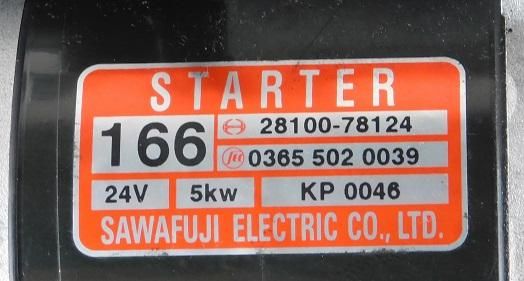 STARTER
166
28100-78124
0365 502 0039
24V 5kw KP 0046
SAWAFUJI ELECTRIC CO., LTD.